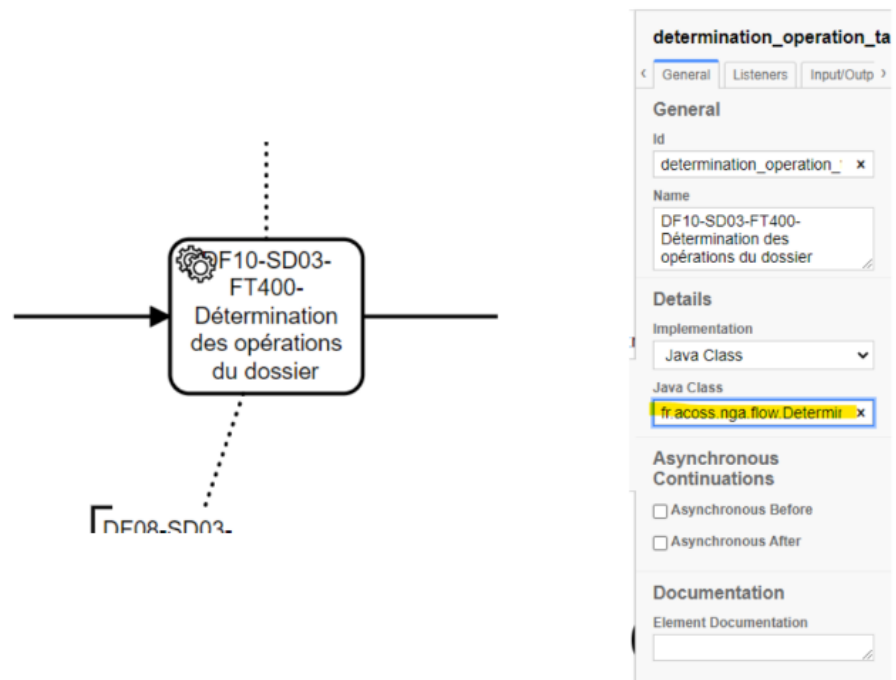 DF10-SD03-
FT400-
Détermination
des opérations
du dossier
DF08-SD03-
determination_operation_ta
General
Listeners
Input/Outp
General
Id
determination_operation_
Name
DF10-SD03-FT400-
Détermination des
opérations du dossier
Details
Implementation
Java Class
Java Class
fr.acoss.nga.flow.Determin
Asynchronous
Continuations
Asynchronous Before
Asynchronous After
Documentation
Element Documentation